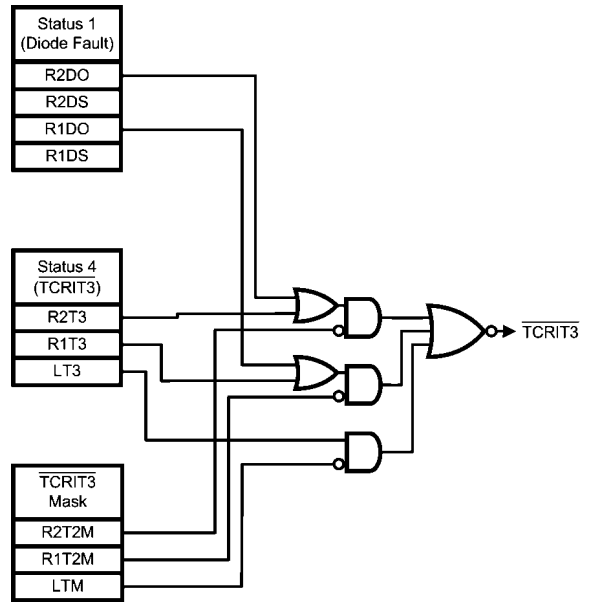 Status 1
(Diode Fault)
R2DO
R2DS
R1DO
R1DS
Status 4
(TCRIT3)
R2T3
R1T3
LT3
TCRIT3
TCRIT3
Mask
R2T2M
R1T2M
LTM